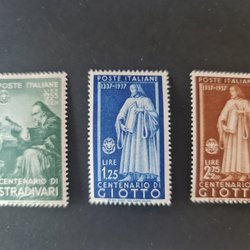 POSTE ITALIANE
CENTENARIO DI
STRADIVARI
POSTE ITALIANE
1337-1937
LIRE
1.25
CENTENARIO DI
GIOTTO
POSTE ITALIANE
1337-1937
LIRE
2.75
CENTENARIO DI
GIOTTO